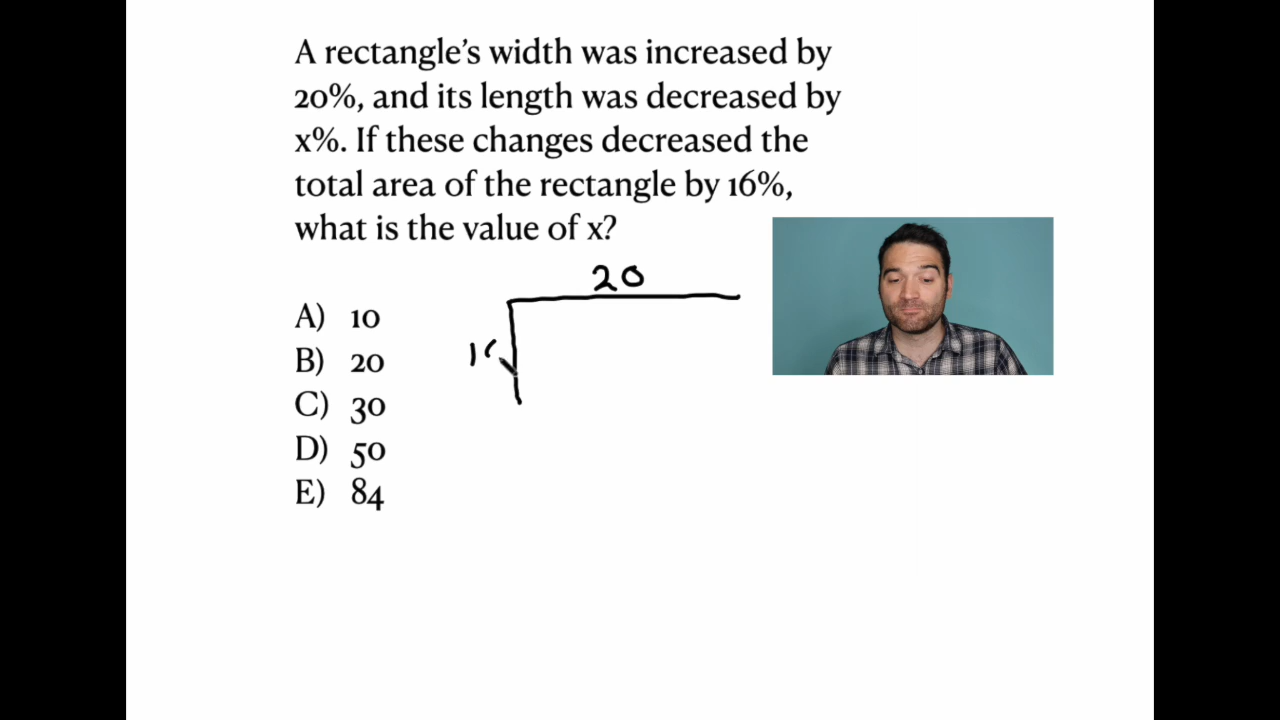 A rectangle’s width was increased by
20%, and its length was decreased by
x%. If these changes decreased the
total area of the rectangle by 16%,
what is the value of x?
20
A) 10
B) 20
C) 30
D) 50
E) 84